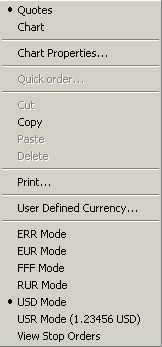 Quotes
Chart
Chart Properties...
Quick order...
Cut
Copy
Paste
Delete
Print...
User Defined Currency...
ERR Mode
EUR Mode
FFF Mode
RUR Mode
USD Mode
USR Mode (1.23456 USD)
View Stop Orders